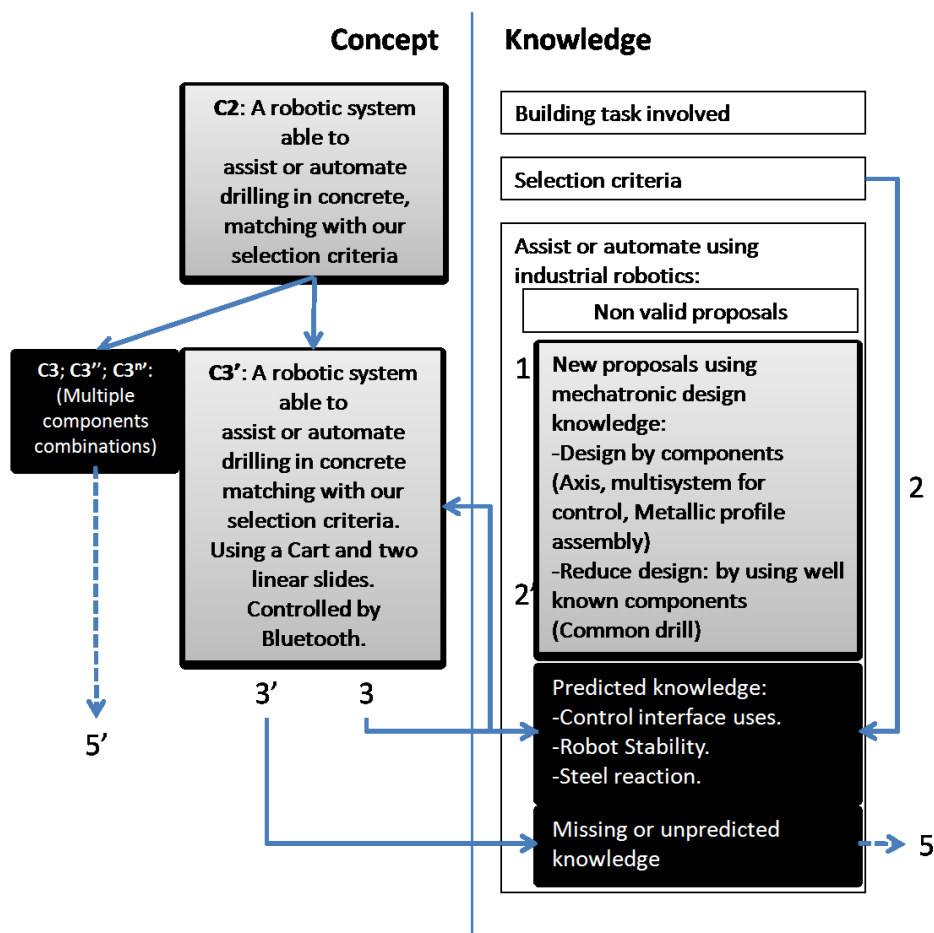 Concept
Knowledge
C2: A robotic system
able to
assist or automate
drilling in concrete,
matching with our
selection criteria
Building task involved
Selection criteria
Assist or automate using
industrial robotics:
Non valid proposals
C3; C3’’; C3ⁿ’:
(Multiple
components
combinations)
5’
C3’: A robotic system
able to
assist or automate
drilling in concrete
matching with our
selection criteria.
Using a Cart and two
linear slides.
Controlled by
Bluetooth.
3’
3
1
New proposals using
mechatronic design
knowledge:
-Design by components
(Axis, multisystem for
control, Metallic profile
assembly)
2’
-Reduce design: by using well
known components
(Common drill)
2
Predicted knowledge:
-Control interface uses.
-Robot Stability.
-Steel reaction.
Missing or unpredicted
knowledge
5